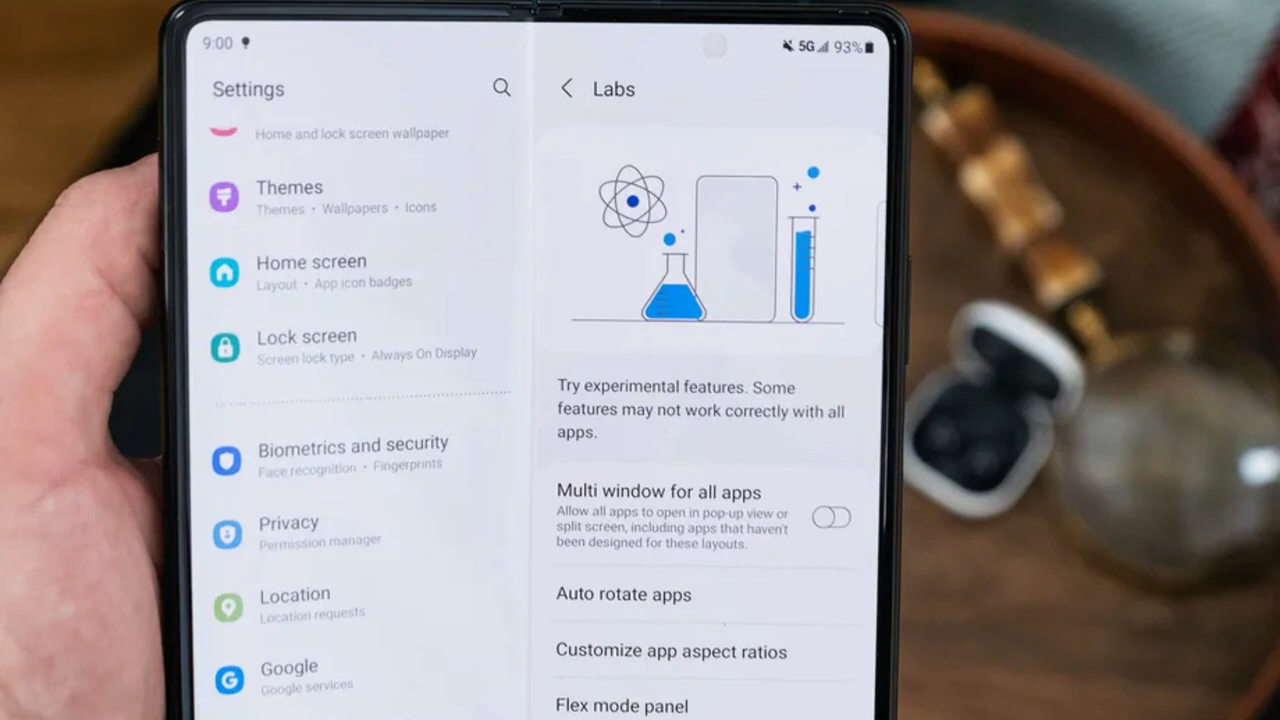 9:00
5G 93%
Settings
Home and lock screen wallpaper
Themes
Themes • Wallpapers • Icons
Home screen
Layout • App icon badges
Lock screen
Screen lock type • Always On Display
Biometrics and security
Face recognition • Fingerprints
Privacy
Permission manager
Location
Location requests
Google
Google services
Labs
Try experimental features. Some
features may not work correctly with all
apps.
Multi window for all apps
Allow all apps to open in pop-up view or
split screen, including apps that haven't
been designed for these layouts.
Auto rotate apps
Customize app aspect ratios
Flex mode panel